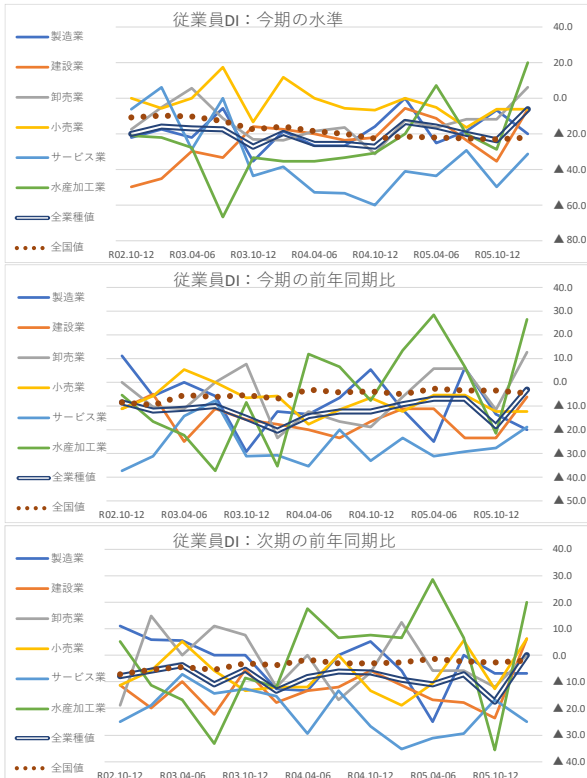 従業員DI：今期の水準
製造業
建設業
卸売業
小売業
サービス業
水産加工業
全業種値
全国値
40.0
20.0
0.0
▲ 20.0
▲ 40.0
▲ 60.0
▲ 80.0
R02.10-12 R03.04-06 R03.10-12 R04.04-06 R04.10-12 R05.04-06 R05.10-12
従業員DI：今期の前年同期比
製造業
建設業
卸売業
小売業
サービス業
水産加工業
全業種値
全国値
40.0
30.0
20.0
10.0
0.0
▲ 10.0
▲ 20.0
▲ 30.0
▲ 40.0
▲ 50.0
R02.10-12 R03.04-06 R03.10-12 R04.04-06 R04.10-12 R05.04-06 R05.10-12
従業員DI：次期の前年同期比
製造業
建設業
卸売業
小売業
サービス業
水産加工業
全業種値
全国値
40.0
30.0
20.0
10.0
0.0
▲ 10.0
▲ 20.0
▲ 30.0
▲ 40.0
R02.10-12 R03.04-06 R03.10-12 R04.04-06 R04.10-12 R05.04-06 R05.10-12